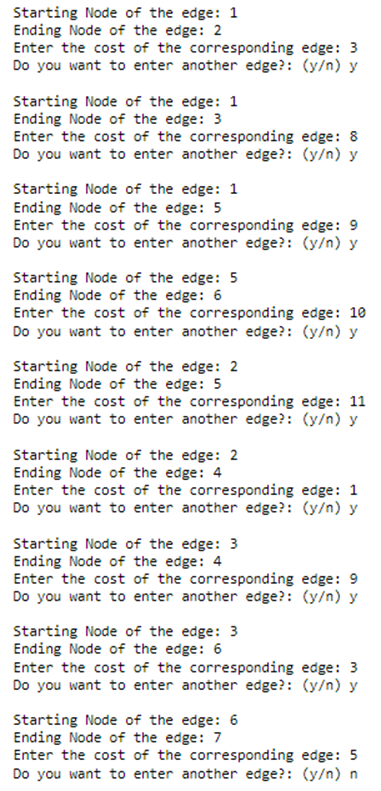 Starting Node of the edge: 1
Ending Node of the edge: 2
Enter the cost of the corresponding edge: 3
Do you want to enter another edge?: (y/n) y
Starting Node of the edge: 1
Ending Node of the edge: 3
Enter the cost of the corresponding edge: 8
Do you want to enter another edge?: (y/n) y
Starting Node of the edge: 1
Ending Node of the edge: 5
Enter the cost of the corresponding edge: 9
Do you want to enter another edge?: (y/n) y
Starting Node of the edge: 5
Ending Node of the edge: 6
Enter the cost of the corresponding edge: 10
Do you want to enter another edge?: (y/n) y
Starting Node of the edge: 2
Ending Node of the edge: 5
Enter the cost of the corresponding edge: 11
Do you want to enter another edge?: (y/n) y
Starting Node of the edge: 2
Ending Node of the edge: 4
Enter the cost of the corresponding edge: 1
Do you want to enter another edge?: (y/n) y
Starting Node of the edge: 3
Ending Node of the edge: 4
Enter the cost of the corresponding edge: 9
Do you want to enter another edge?: (y/n) y
Starting Node of the edge: 3
Ending Node of the edge: 6
Enter the cost of the corresponding edge: 3
Do you want to enter another edge?: (y/n) y
Starting Node of the edge: 6
Ending Node of the edge: 7
Enter the cost of the corresponding edge: 5
Do you want to enter another edge?: (y/n) n